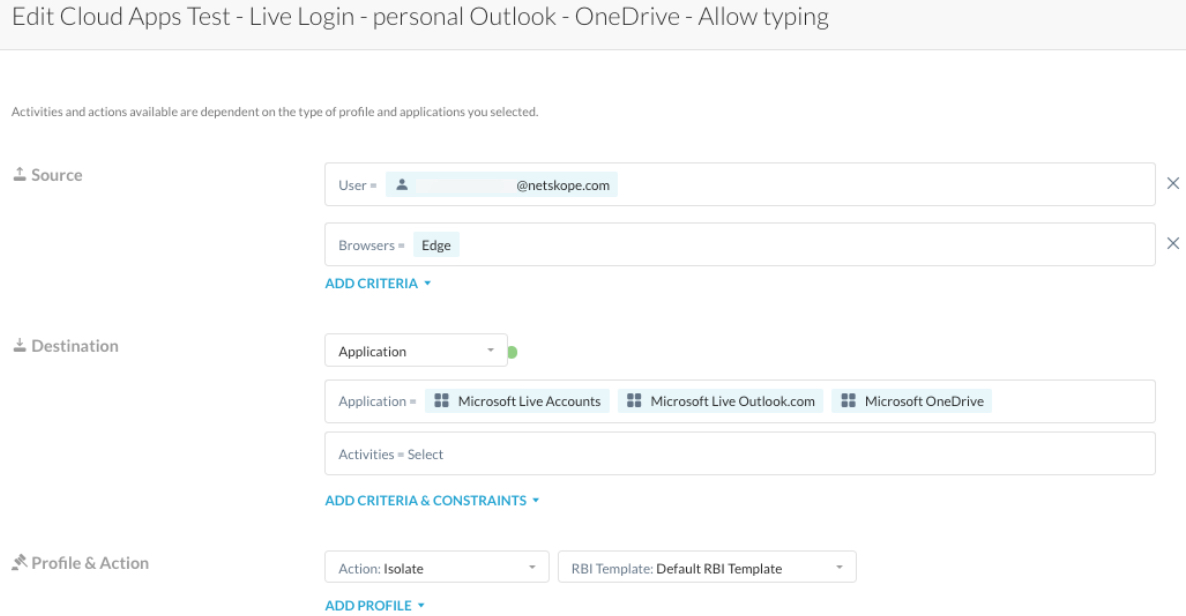 Edit Cloud Apps Test - Live Login - personal Outlook - OneDrive - Allow typing
Activities and actions available are dependent on the type of profile and applications you selected.
Source
User = @netskope.com
Browsers = Edge
ADD CRITERIA
Destination
Application
Application = Microsoft Live Accounts Microsoft Live Outlook.com Microsoft OneDrive
Activities = Select
ADD CRITERIA & CONSTRAINTS
Profile & Action
Action: Isolate RBI Template: Default RBI Template
ADD PROFILE